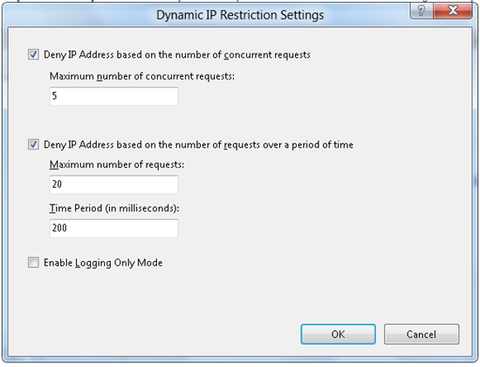 Dynamic IP Restriction Settings
Deny IP Address based on the number of concurrent requests
Maximum number of concurrent requests:
5
Deny IP Address based on the number of requests over a period of time
Maximum number of requests:
20
Time Period (in milliseconds):
200
Enable Logging Only Mode
OK
Cancel